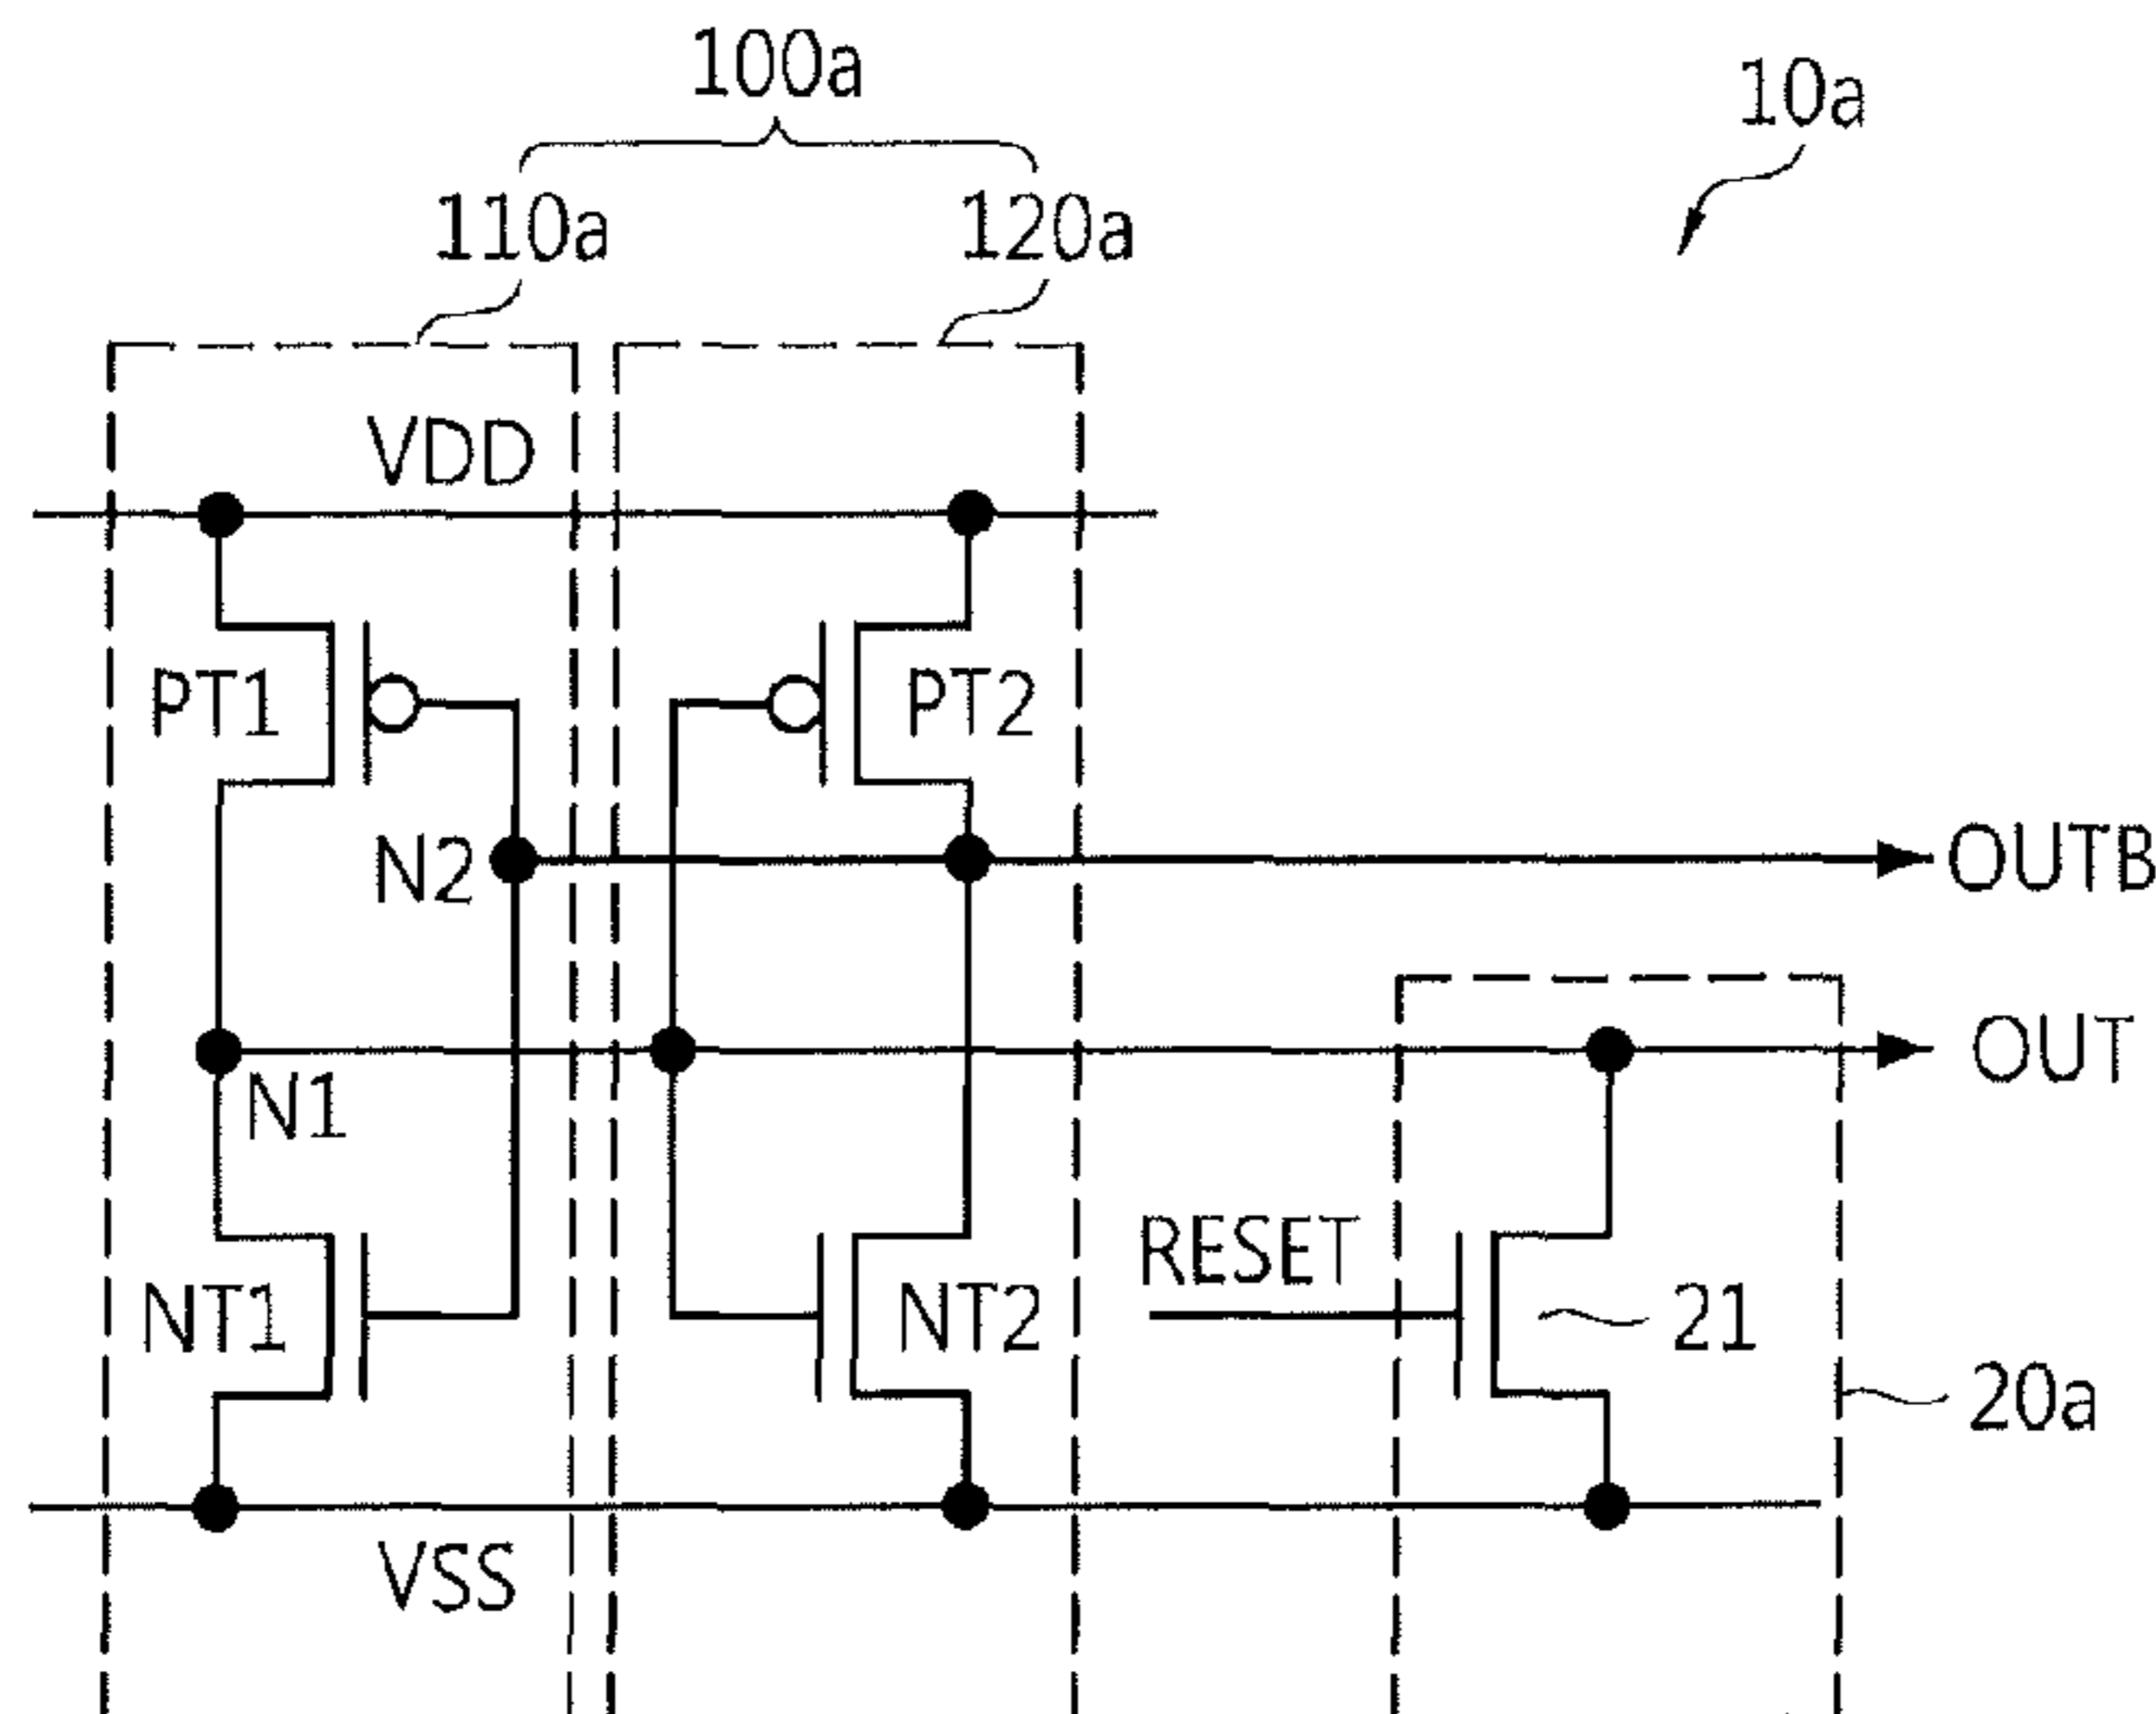 100a
10a
110a
120a
VDD
PT1
PT2
N2
OUTB
OUT
N1
RESET
NT1
NT2
21
20a
VSS